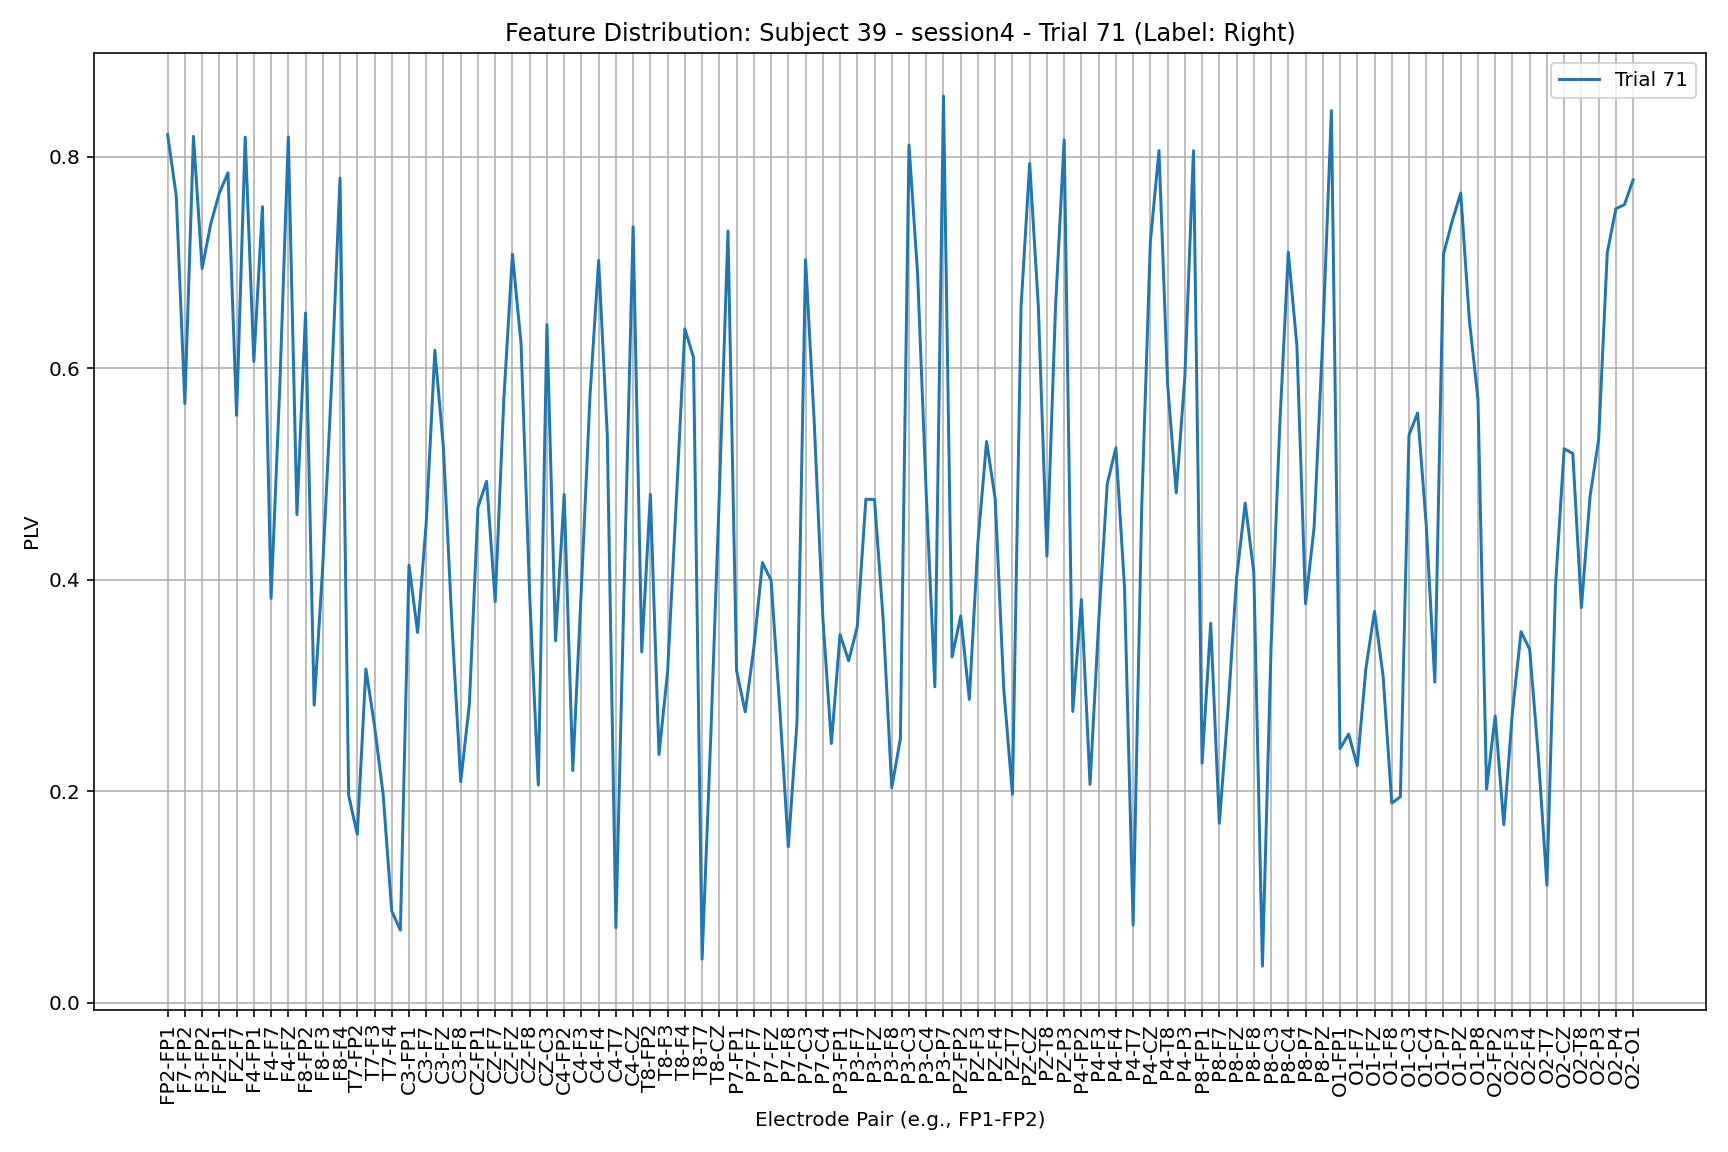 Feature Distribution: Subject 39 - session4 - Trial 71 (Label: Right)
Trial 71
PLV
0.8
0.6
0.4
0.2
0.0
FP2-FP1
F7-FP2
F3-FP2
FZ-FP1
FZ-F7
F4-FP1
F4-F7
F4-FZ
F8-FP2
F8-F3
F8-F4
T7-FP2
T7-F3
T7-F4
C3-FP1
C3-F7
C3-FZ
C3-F8
CZ-FP1
CZ-F7
CZ-FZ
CZ-F8
CZ-C3
C4-FP2
C4-F3
C4-F4
C4-T7
C4-CZ
T8-FP2
T8-F3
T8-F4
T8-T7
T8-CZ
P7-FP1
P7-F7
P7-FZ
P7-F8
P7-C3
P7-C4
P3-FP1
P3-F7
P3-FZ
P3-F8
P3-C3
P3-C4
P3-P7
PZ-FP2
PZ-F3
PZ-F4
PZ-T7
PZ-CZ
PZ-T8
PZ-P3
P4-FP2
P4-F3
P4-F4
P4-T7
P4-CZ
P4-T8
P4-P3
P8-FP1
P8-F7
P8-FZ
P8-F8
P8-C3
P8-C4
P8-P7
P8-PZ
O1-FP1
O1-F7
O1-FZ
O1-F8
O1-C3
O1-C4
O1-P7
O1-PZ
O1-P8
O2-FP2
O2-F3
O2-F4
O2-T7
O2-CZ
O2-T8
O2-P3
O2-P4
O2-O1
Electrode Pair (e.g., FP1-FP2)